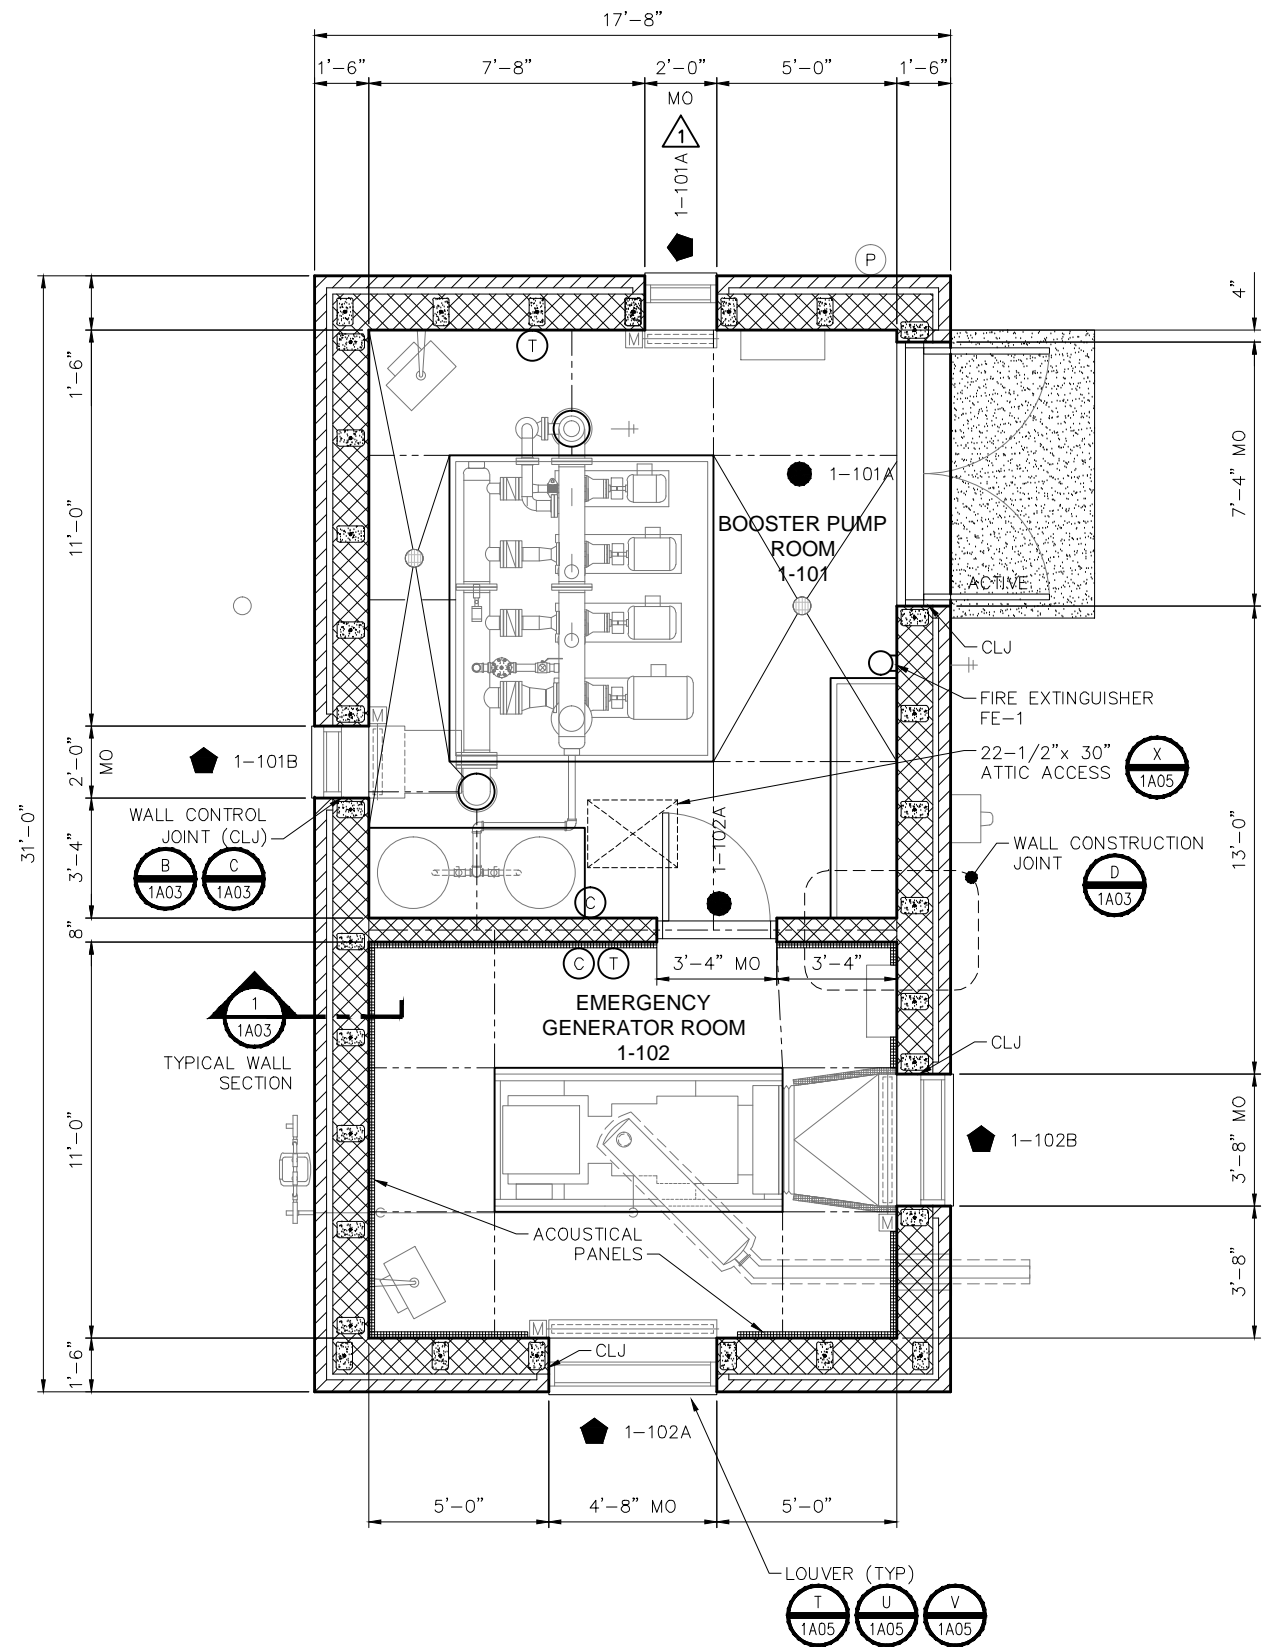 17'-8"
1'-6"
7'-8"
2'-0"
5'-0"
1'-6"
MO
1
1-101A
P
4"
1'-6"
T
M
7'-4" MO
1-101A
BOOSTER PUMP
ROOM
1-101
11'-0"
ACTIVE
CLJ
FIRE EXTINGUISHER
FE-1
M
2'-0"
MO
1-101B
22-1/2"x 30"
ATTIC ACCESS
X
1A05
WALL CONTROL
JOINT (CLJ)
B
1A03
C
1A03
31'-0"
3'-4"
1-102A
WALL CONSTRUCTION
JOINT
D
1A03
13'-0"
C
8"
C
T
3'-4" MO
3'-4"
EMERGENCY
GENERATOR ROOM
1-102
1
1A03
TYPICAL WALL
SECTION
CLJ
11'-0"
1-102B
3'-8" MO
M
ACOUSTICAL
PANELS
3'-8"
M
CLJ
1'-6"
1-102A
5'-0"
4'-8" MO
5'-0"
LOUVER (TYP)
T
1A05
U
1A05
V
1A05